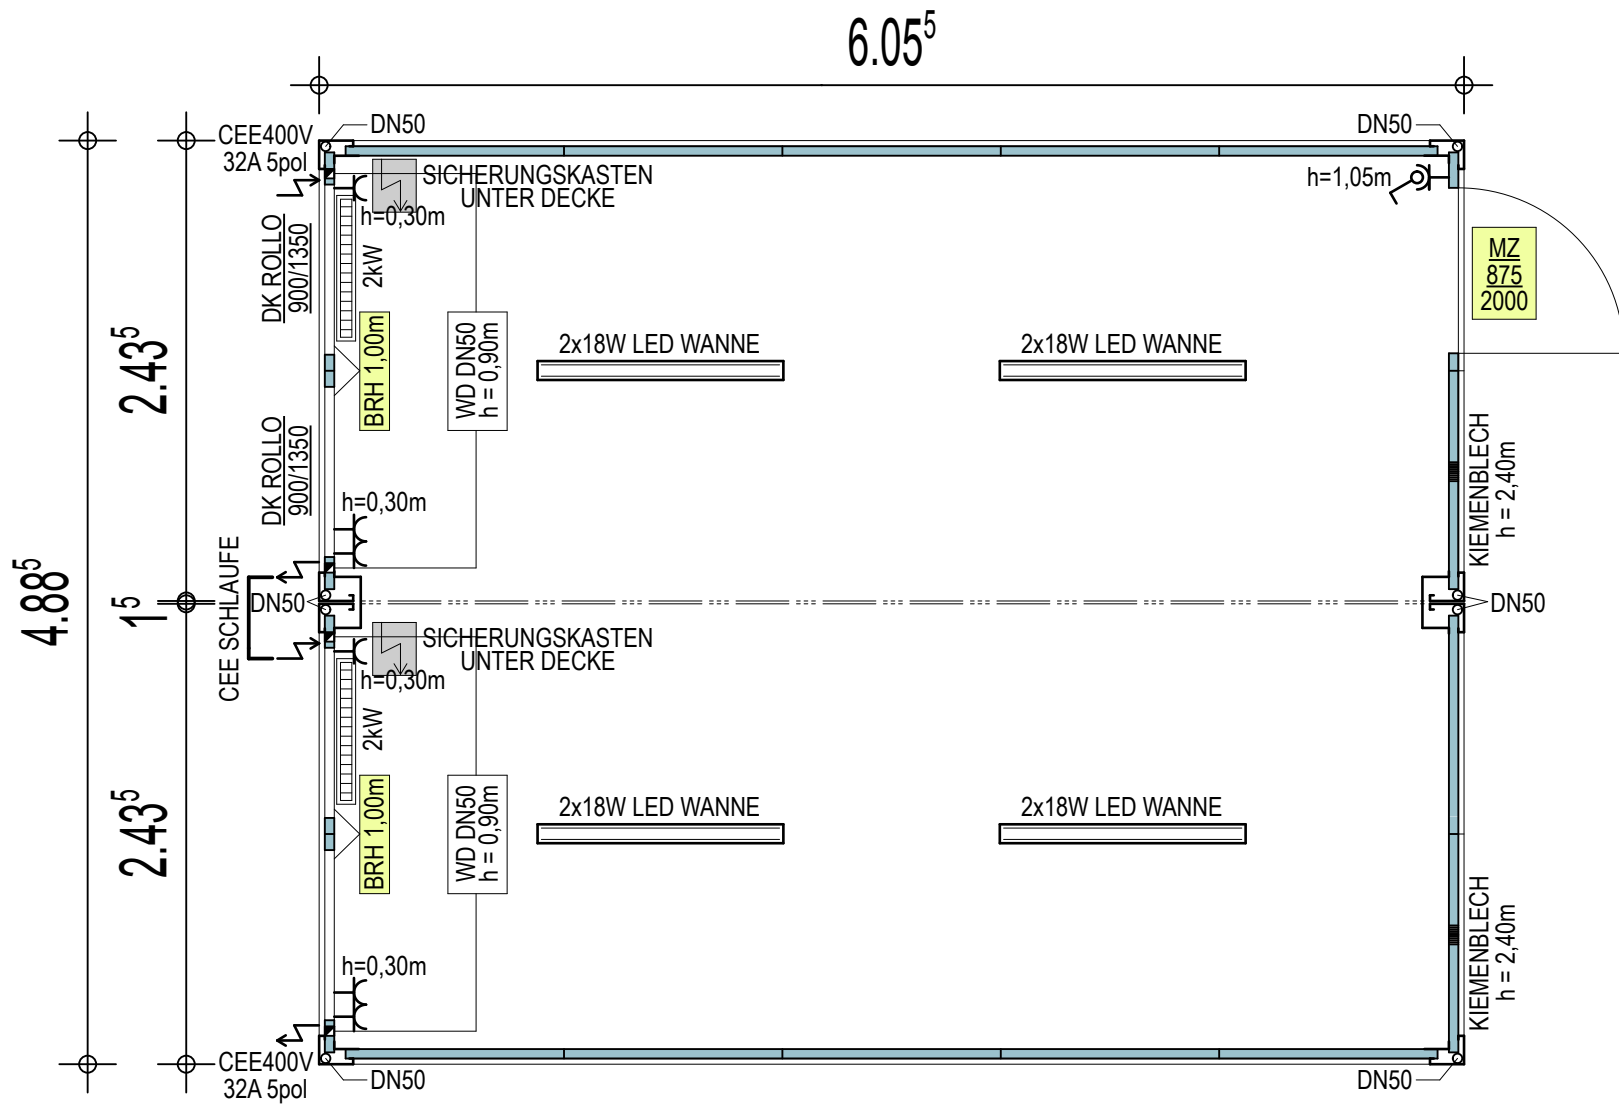 6.05⁵
CEE400V
32A 5pol
DN50
DN50
SICHERUNGSKASTEN
UNTER DECKE
h=0,30m
h=1,05m
DK ROLLO
900/1350
2kW
MZ
875
2000
BRH 1,00m
WD DN50
h = 0,90m
2x18W LED WANNE
2x18W LED WANNE
2.43⁵
DK ROLLO
900/1350
h=0,30m
KIEMENBLECH
h = 2,40m
4.88⁵
1⁵
CEE SCHLAUFE
DN50
DN50
SICHERUNGSKASTEN
UNTER DECKE
h=0,30m
2kW
BRH 1,00m
WD DN50
h = 0,90m
2x18W LED WANNE
2x18W LED WANNE
2.43⁵
KIEMENBLECH
h = 2,40m
h=0,30m
CEE400V
32A 5pol
DN50
DN50